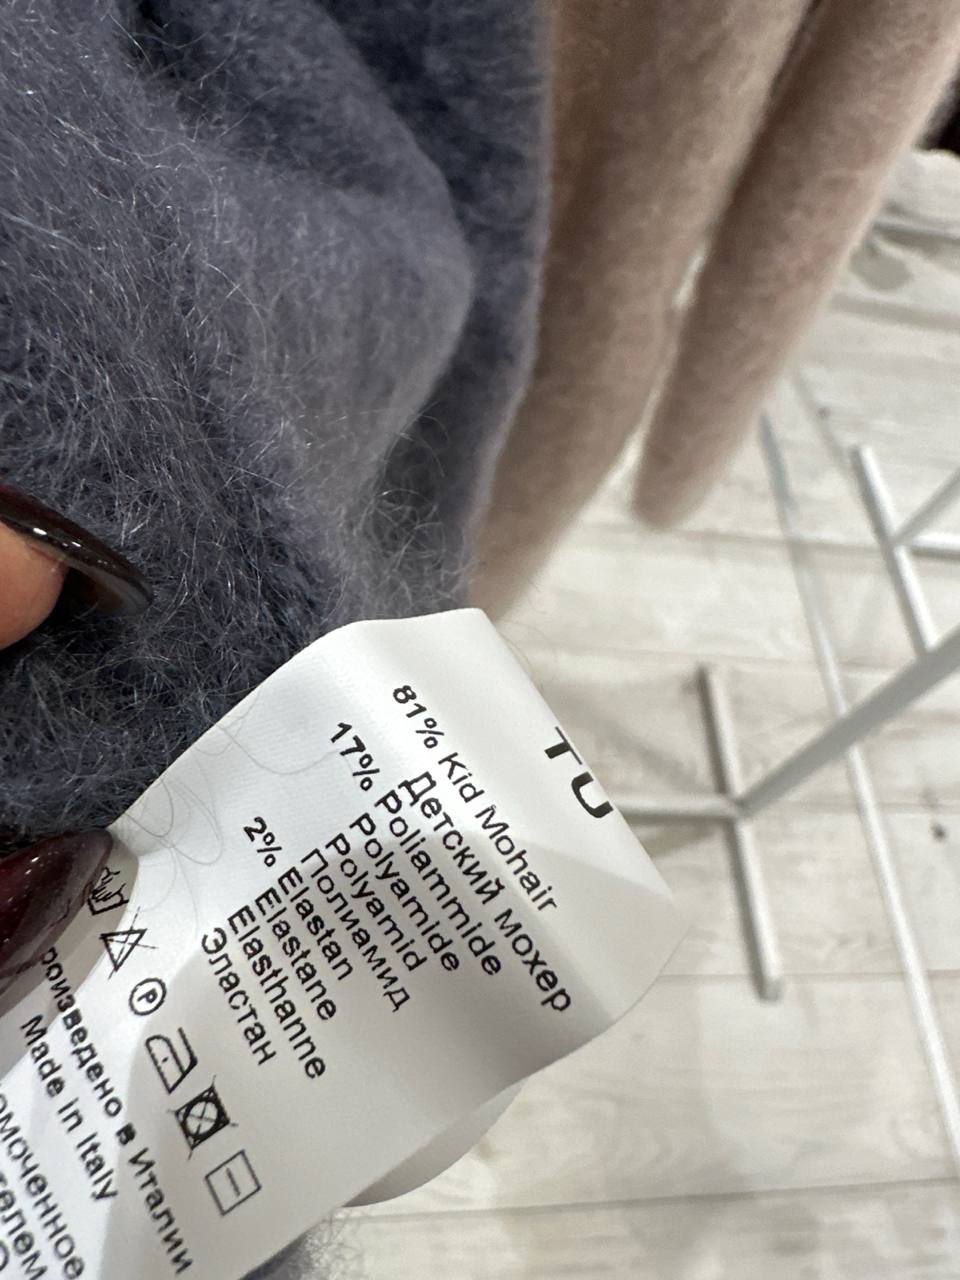 TU
81% Kid Mohair
Детский мохер
17% Poliammide
Polyamide
Polyamid
Полиамид
2% Elastan
Elastane
Elasthanne
Эластан
P
в Италии
Made in Italy